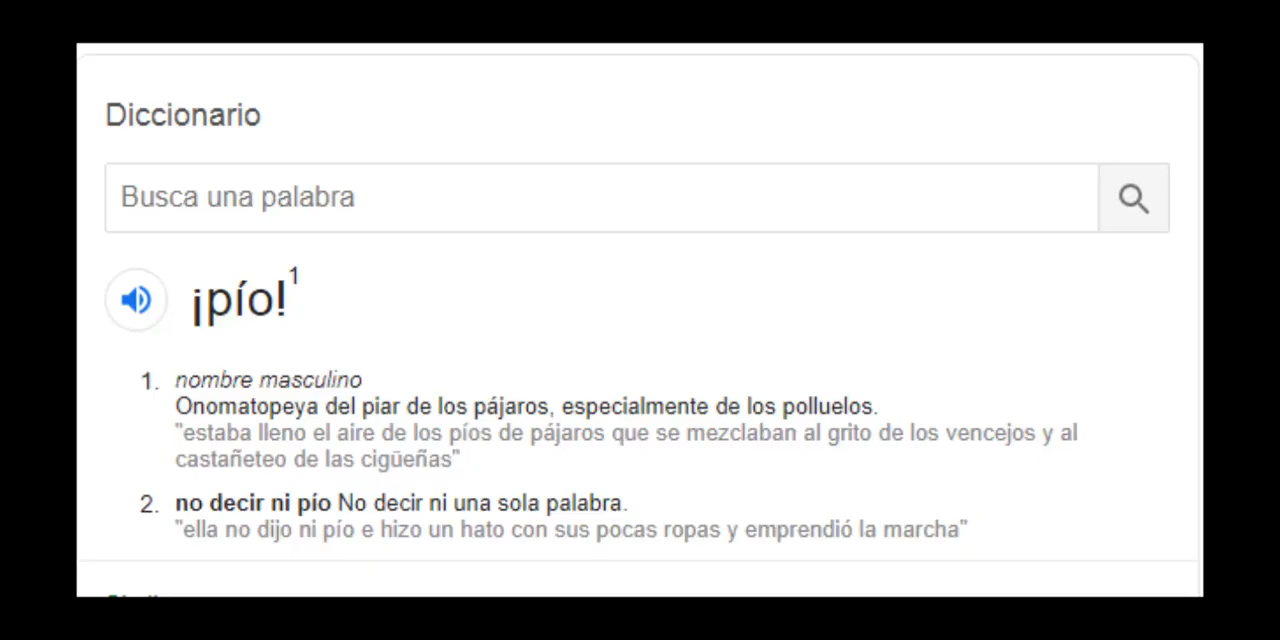 Diccionario
Busca una palabra
¡pío!1
1. nombre masculino
Onomatopeya del piar de los pájaros, especialmente de los polluelos.
"estaba lleno el aire de los píos de pájaros que se mezclaban al grito de los vencejos y al
castañeteo de las cigüeñas"
2. no decir ni pío No decir ni una sola palabra.
"ella no dijo ni pío e hizo un hato con sus pocas ropas y emprendió la marcha"